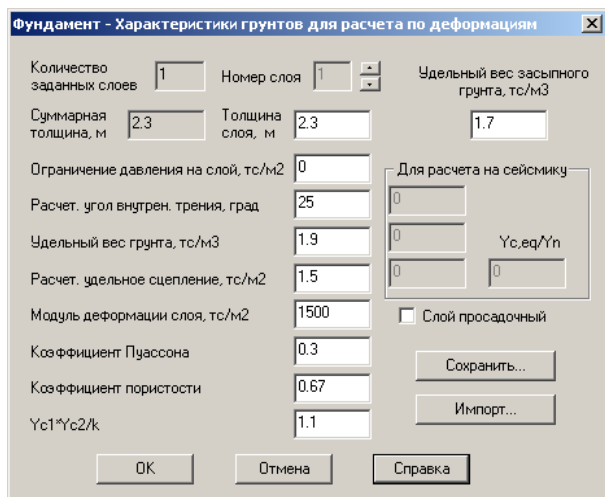 Фундамент - Характеристики грунтов для расчета по деформациям
Количество заданных слоев
1
Номер слоя
1
Удельный вес засыпного грунта, тс/м3
1.7
Суммарная толщина, м
2.3
Толщина слоя, м
2.3
Ограничение давления на слой, тс/м2
0
Расчет. угол внутрен. трения, град
25
Удельный вес грунта, тс/м3
1.9
Расчет. удельное сцепление, тс/м2
1.5
Модуль деформации слоя, тс/м2
1500
Коэффициент Пуассона
0.3
Коэффициент пористости
0.67
Yc1*Yc2/k
1.1
Для расчета на сейсмику
0
0
Yc,eq/Yn
0
0
Слой просадочный
Сохранить...
Импорт...
OK
Отмена
Справка